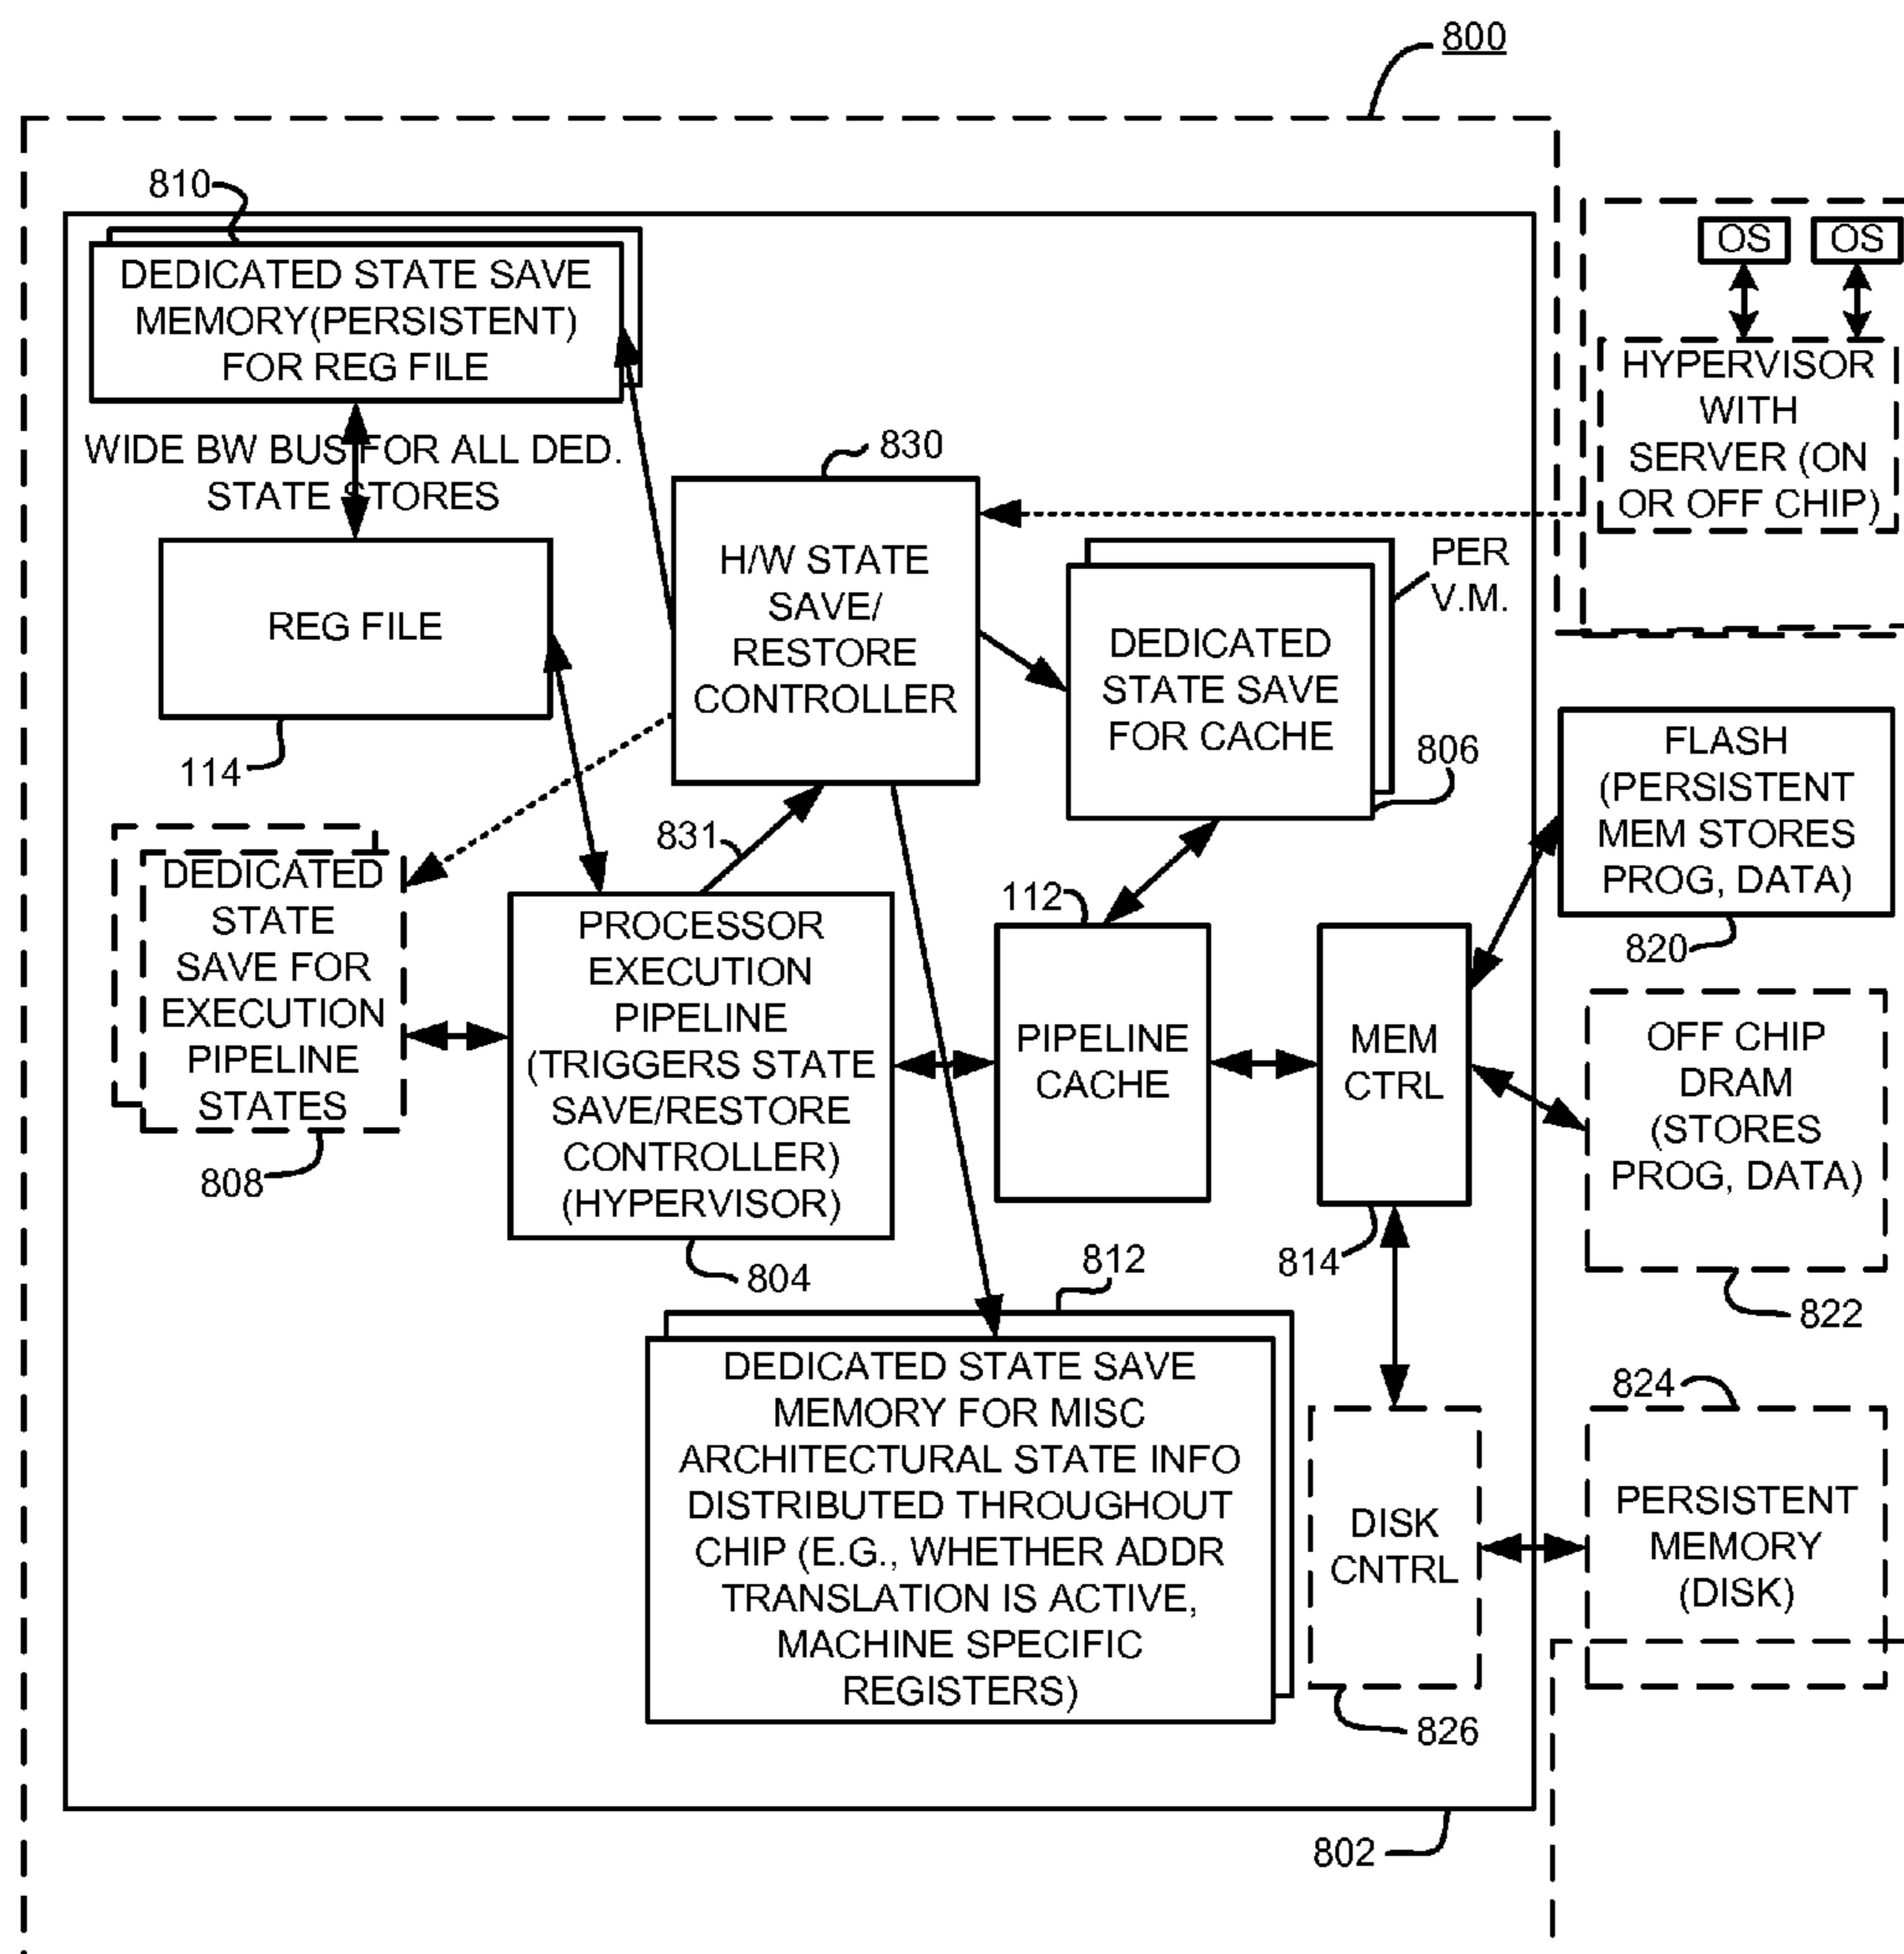 800
810
DEDICATED STATE SAVE
MEMORY(PERSISTENT)
FOR REG FILE
WIDE BW BUS FOR ALL DED.
STATE STORES
REG FILE
114
830
H/W STATE
SAVE/
RESTORE
CONTROLLER
831
PER
V.M.
DEDICATED
STATE SAVE
FOR CACHE
806
OS
OS
HYPERVISOR
WITH
SERVER (ON
OR OFF CHIP)
FLASH
(PERSISTENT
MEM STORES
PROG, DATA)
820
DEDICATED
STATE
SAVE FOR
EXECUTION
PIPELINE
STATES
808
PROCESSOR
EXECUTION
PIPELINE
(TRIGGERS STATE
SAVE/RESTORE
CONTROLLER)
(HYPERVISOR)
804
112
PIPELINE
CACHE
MEM
CTRL
814
OFF CHIP
DRAM
(STORES
PROG, DATA)
822
812
DEDICATED STATE SAVE
MEMORY FOR MISC
ARCHITECTURAL STATE INFO
DISTRIBUTED THROUGHOUT
CHIP (E.G., WHETHER ADDR
TRANSLATION IS ACTIVE,
MACHINE SPECIFIC
REGISTERS)
DISK
CNTRL
826
824
PERSISTENT
MEMORY
(DISK)
802